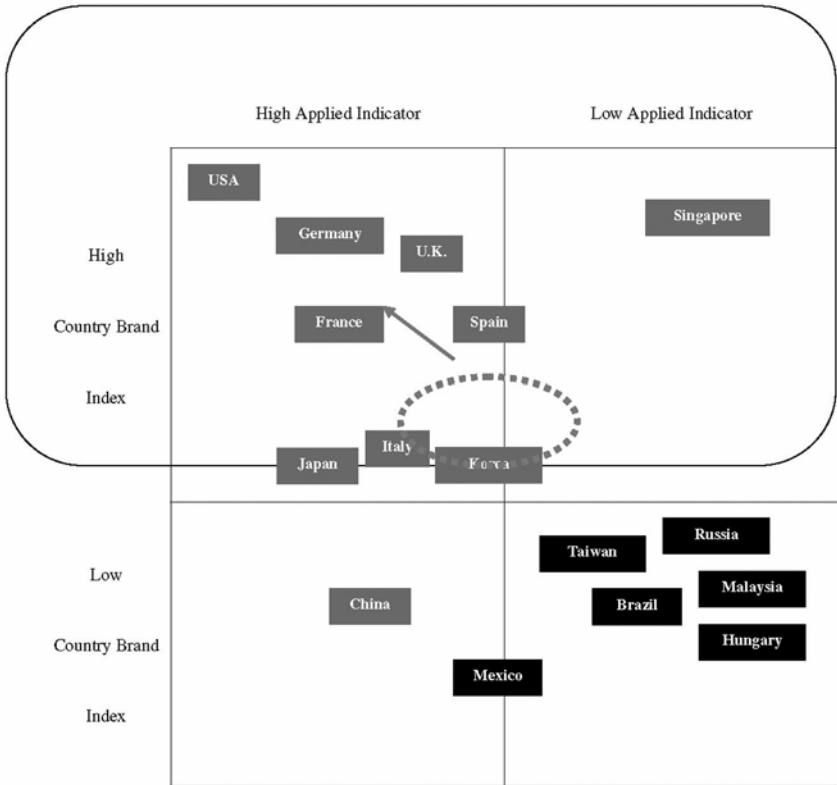 High Applied Indicator
Low Applied Indicator
USA
Singapore
Germany
U.K.
High
France
Spain
Country Brand
Index
Italy
Japan
Korea
Russia
Taiwan
Low
Malaysia
China
Brazil
Hungary
Country Brand
Mexico
Index